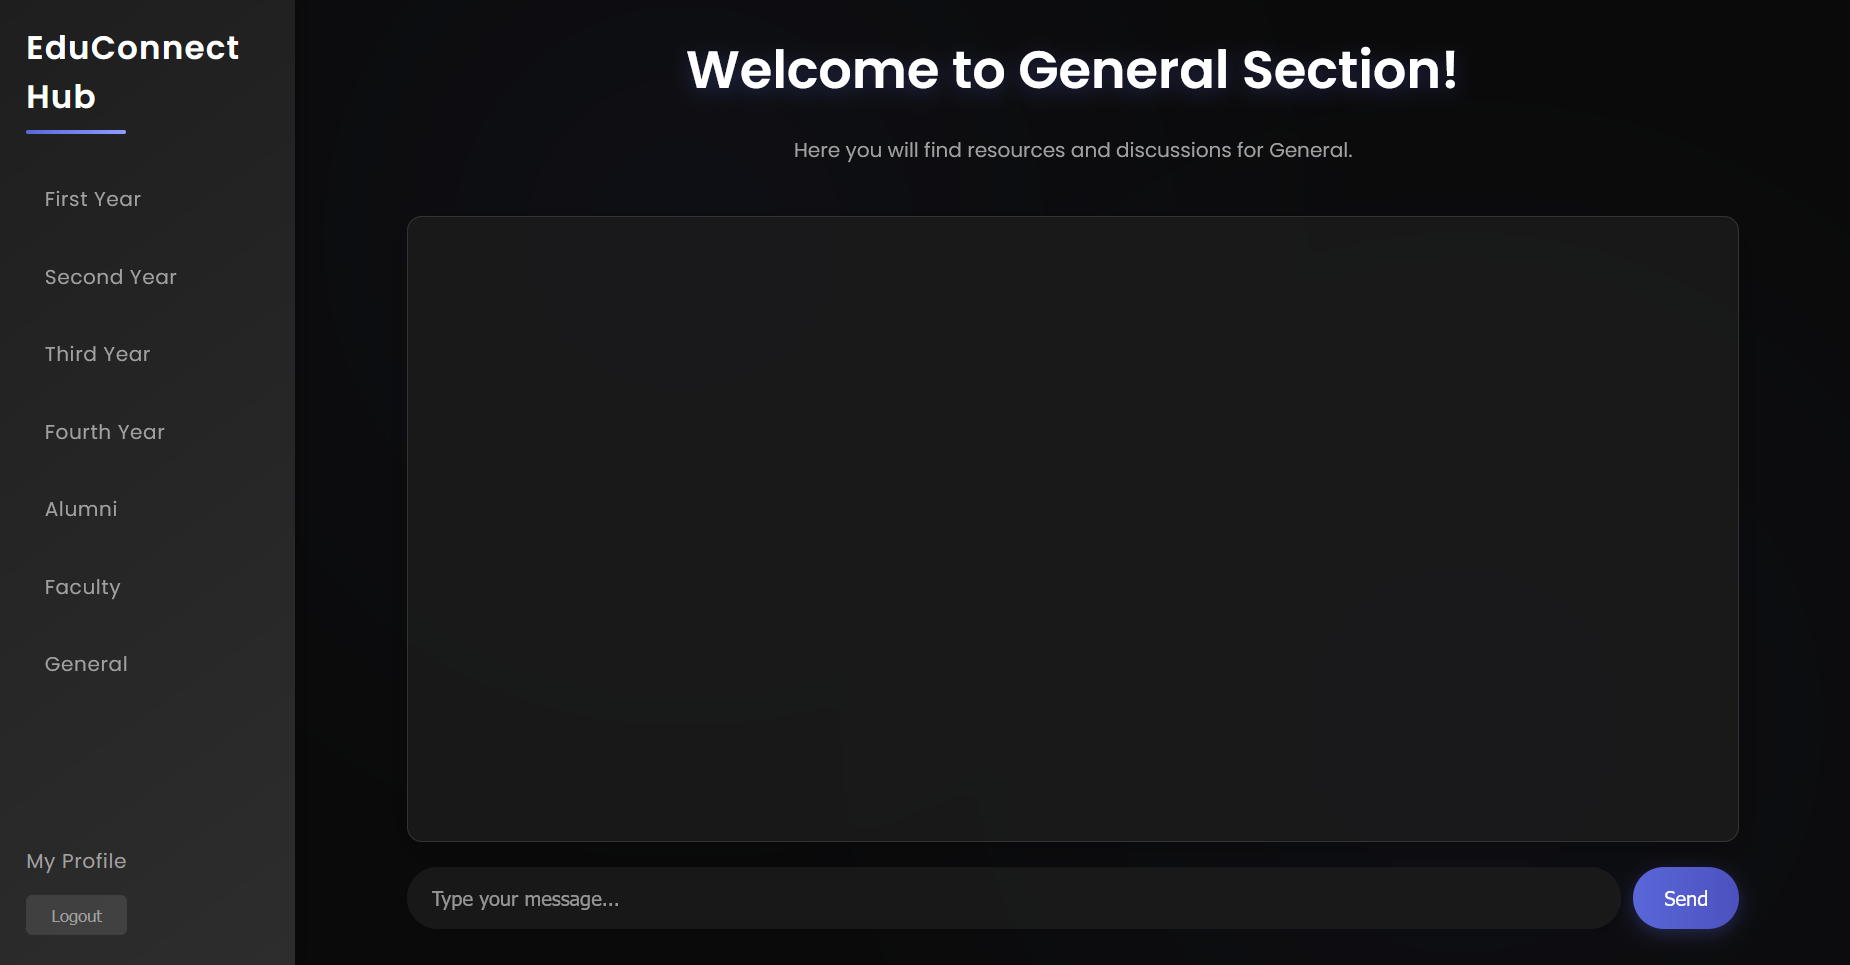 EduConnect
Hub
First Year
Second Year
Third Year
Fourth Year
Alumni
Faculty
General
My Profile
Logout
Welcome to General Section!
Here you will find resources and discussions for General.
Type your message...
Send